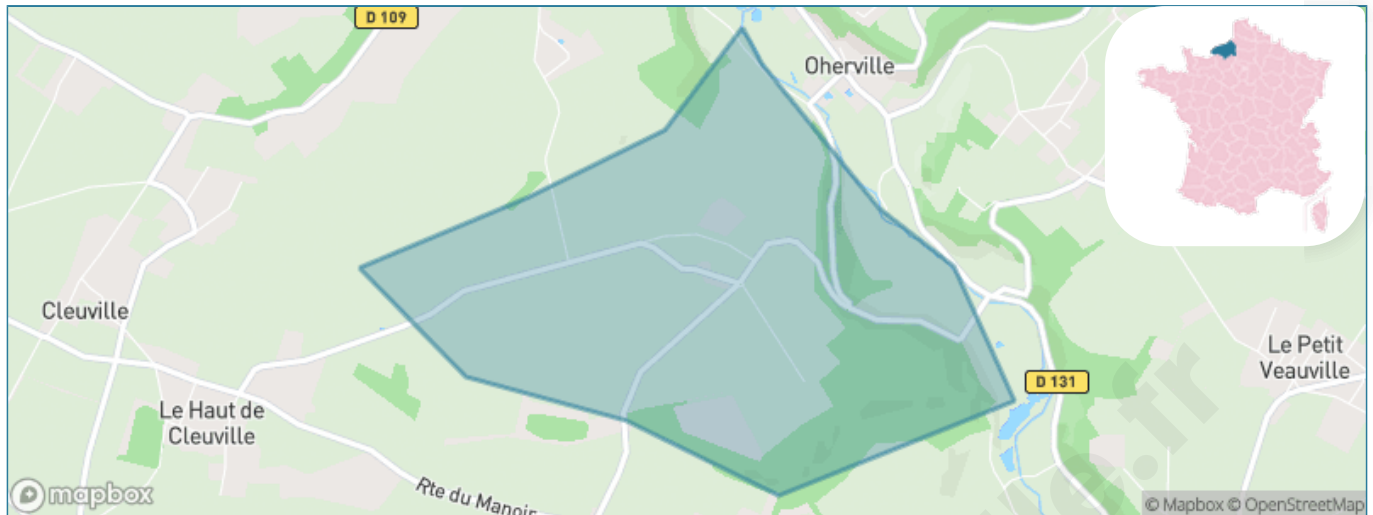 D 109
Oherville
Cleuville
Le Haut de
Cleuville
Le Petit
Veauville
D 131
Rte du Manoir
mapbox
© Mapbox © OpenStreetMap